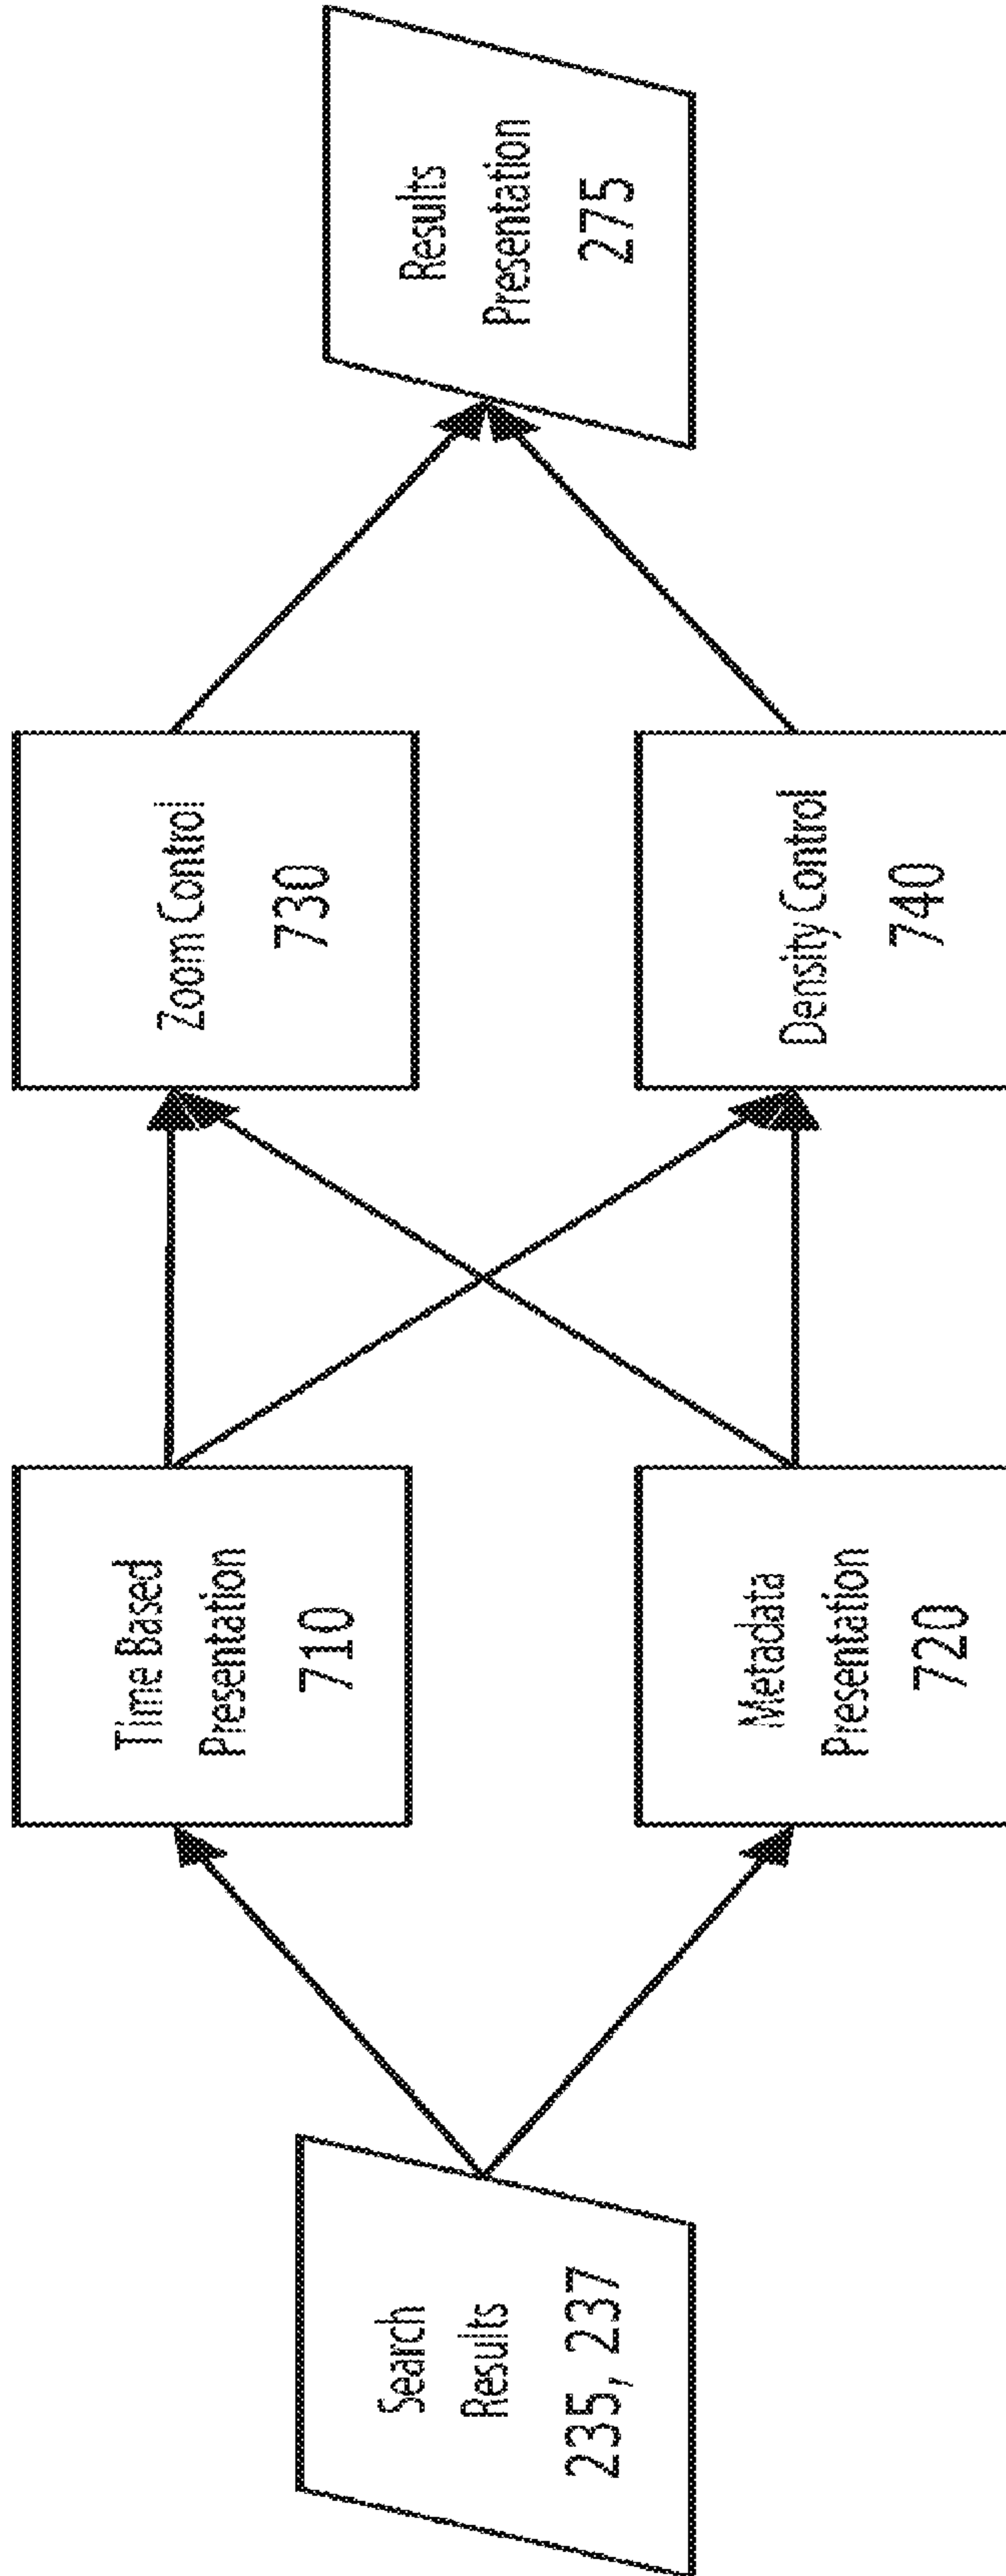 Search
Results
235, 237
Time Based
Presentation
710
Metadata
Presentation
720
Zoom Control
730
Density Control
740
Results
Presentation
275